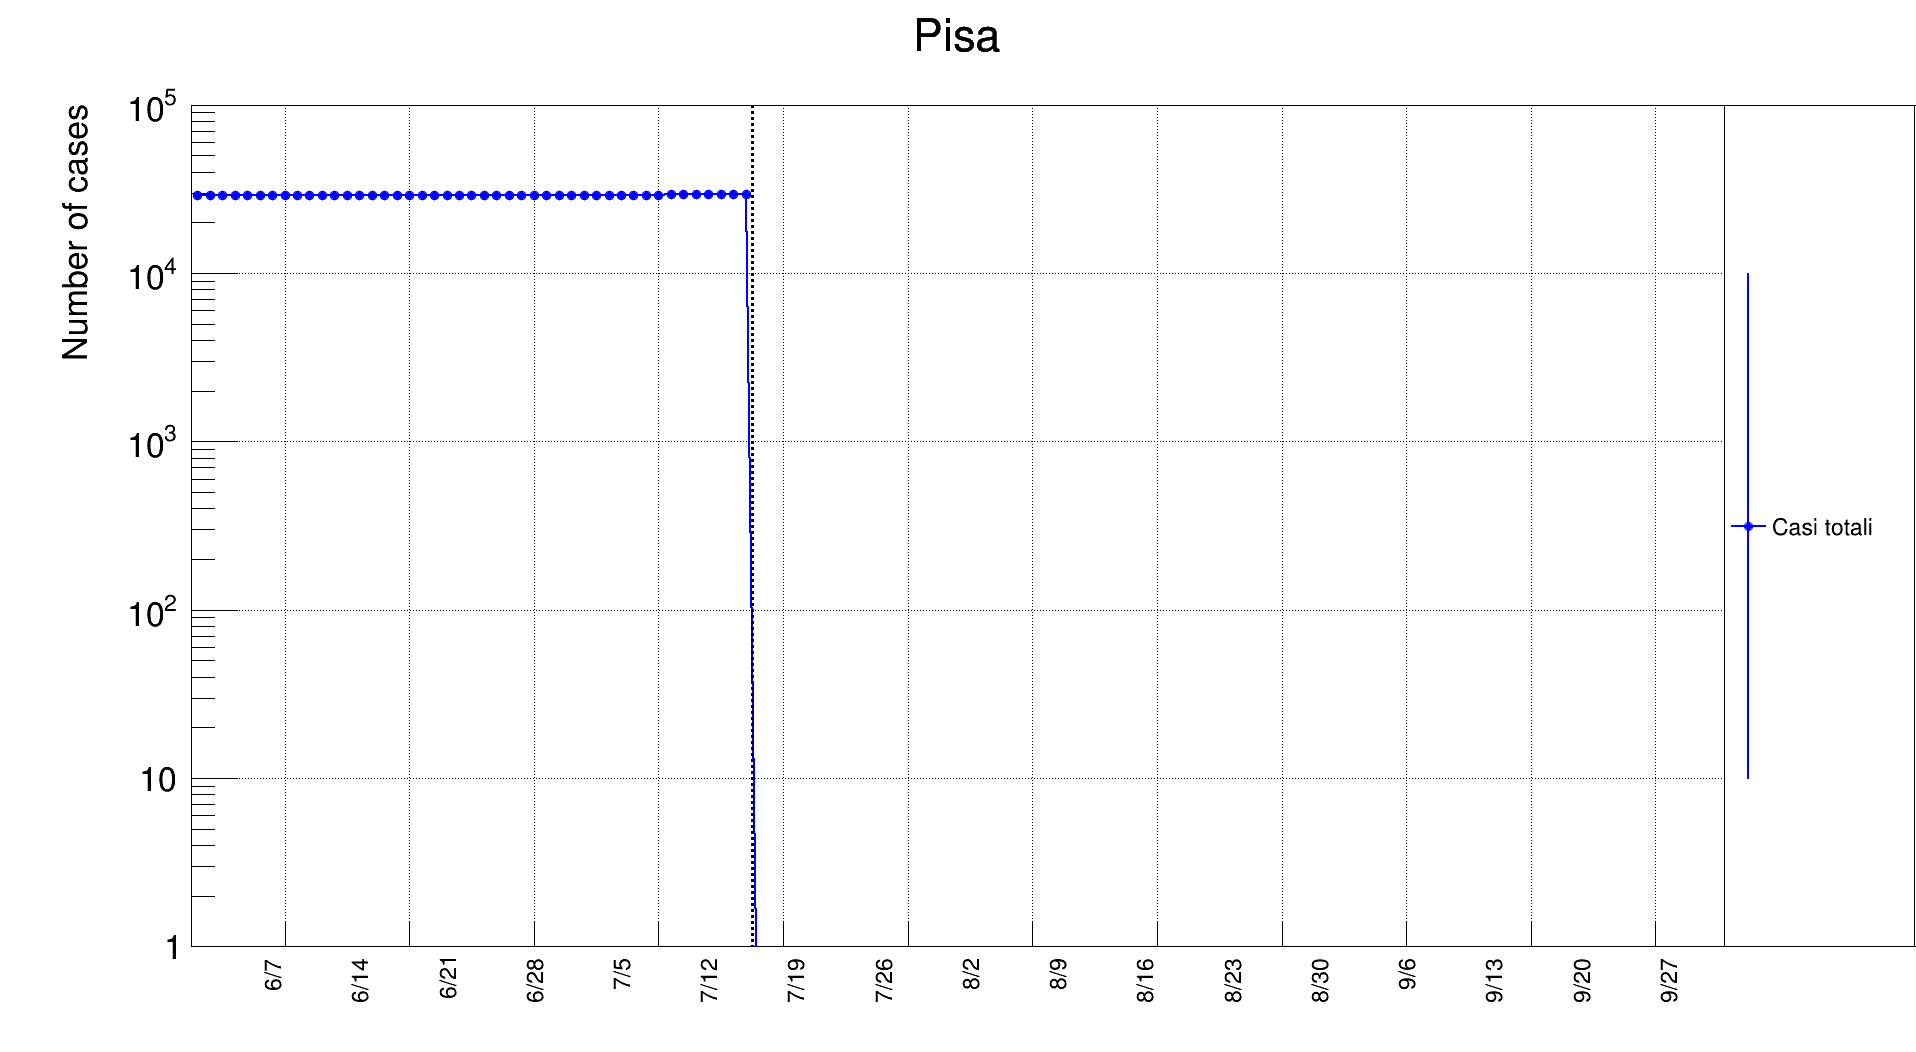 Pisa
Number of cases
10^5
10^4
10^3
10^2
10
1
6/7 6/14 6/21 6/28 7/5 7/12 7/19 7/26 8/2 8/9 8/16 8/23 8/30 9/6 9/13 9/20 9/27
Casi totali